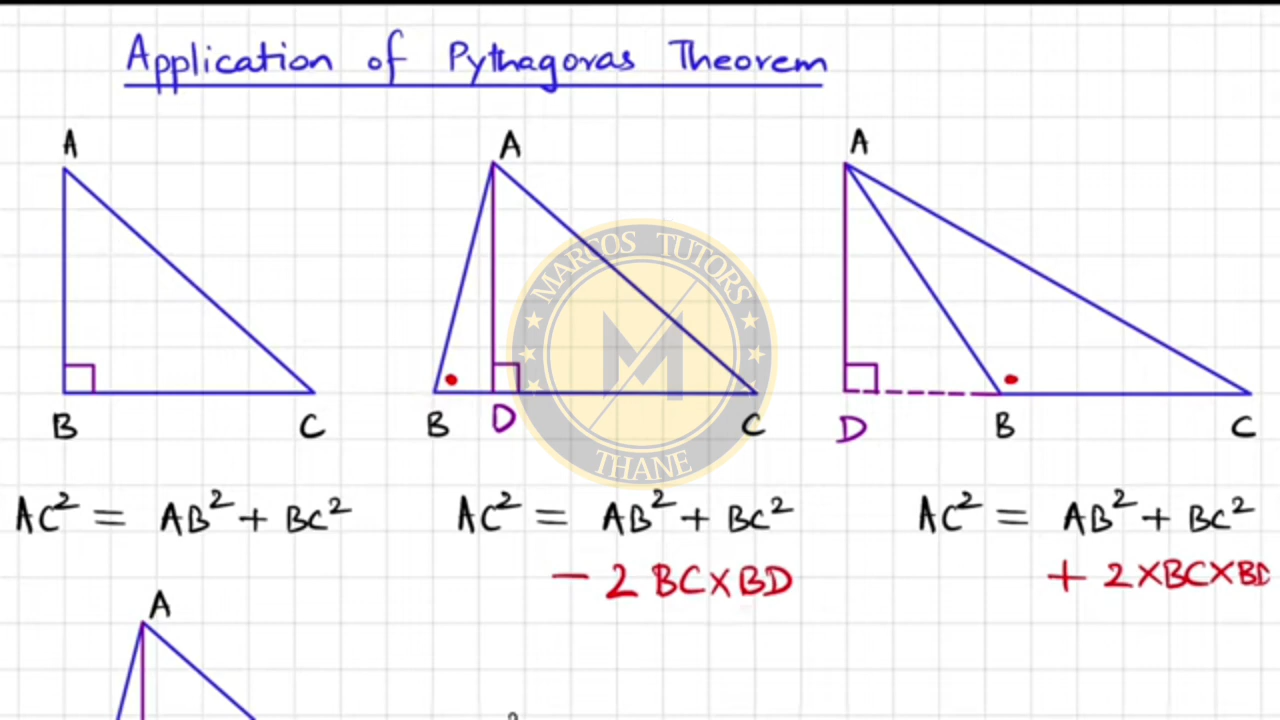 Application of Pythagoras Theorem
A
B
C
A
B
D
C
A
D
B
C
MARCOS TUTORS
THANE
AC² = AB² + BC²
AC² = AB² + BC²
- 2 BC×BD
AC² = AB² + BC²
+ 2×BC×BD
A